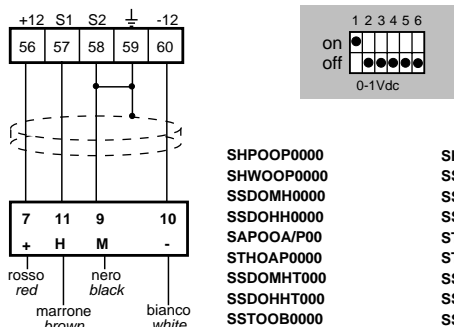 +12 S1 S2 -12
56 57 58 59 60
7 11 9 10
+ H M -
rosso
red
nero
black
marrone
brown
bianco
white
1 2 3 4 5 6
on
off
0-1Vdc
SHPOOP0000
SHWOOP0000
SSDOMH0000
SSDOHH0000
SAPOOA/P00
STHOAP0000
SSDOMHT000
SSDOHHT000
SSTOOB0000